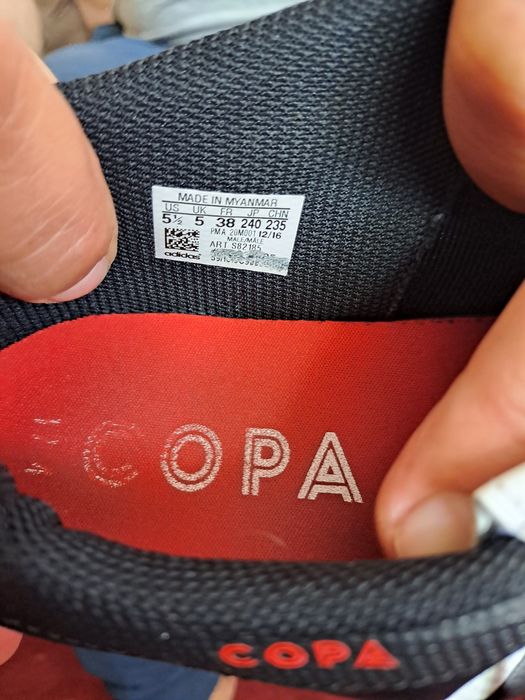 MADE IN MYANMAR
US UK FR JP CHN
5½ 5 38 240 235
PMA 20M001 12/16
MALE/MÂLE
ART S82185
adidas
COPA
COPA